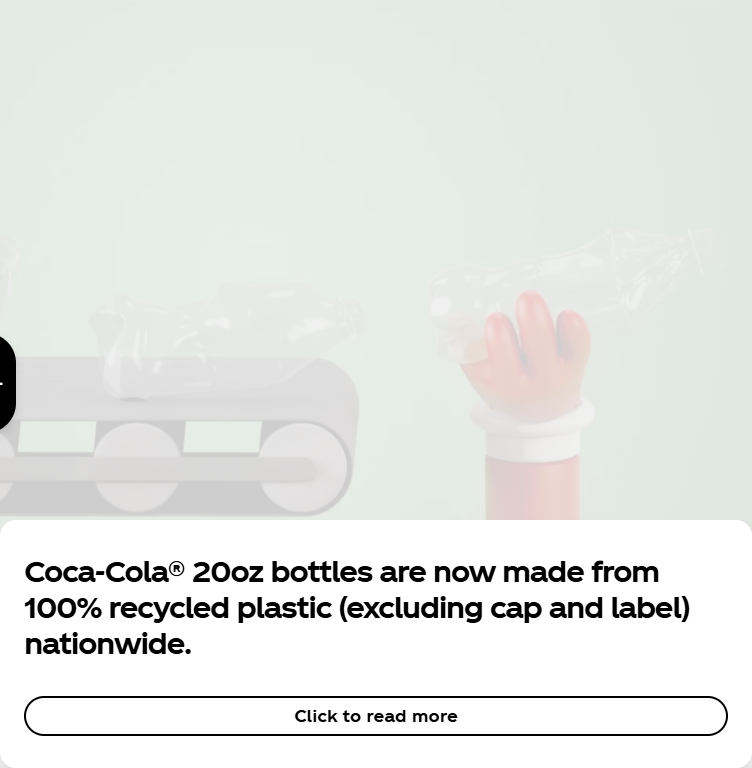 Coca-Cola® 20oz bottles are now made from
100% recycled plastic (excluding cap and label)
nationwide.
Click to read more